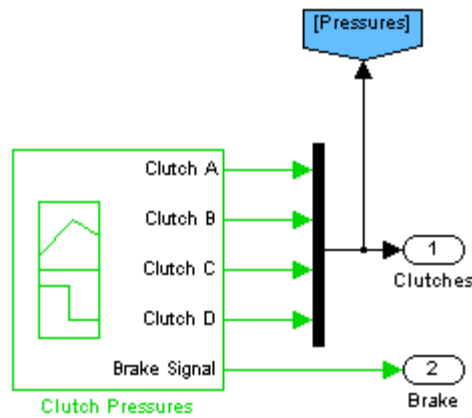 [Pressures]
Clutch A
Clutch B
Clutch C
Clutch D
Brake Signal
Clutch Pressures
1
Clutches
2
Brake